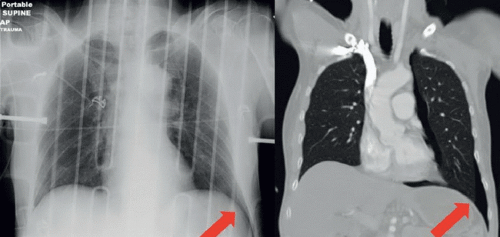 Portable
SUPINE
AP
TRAUMA